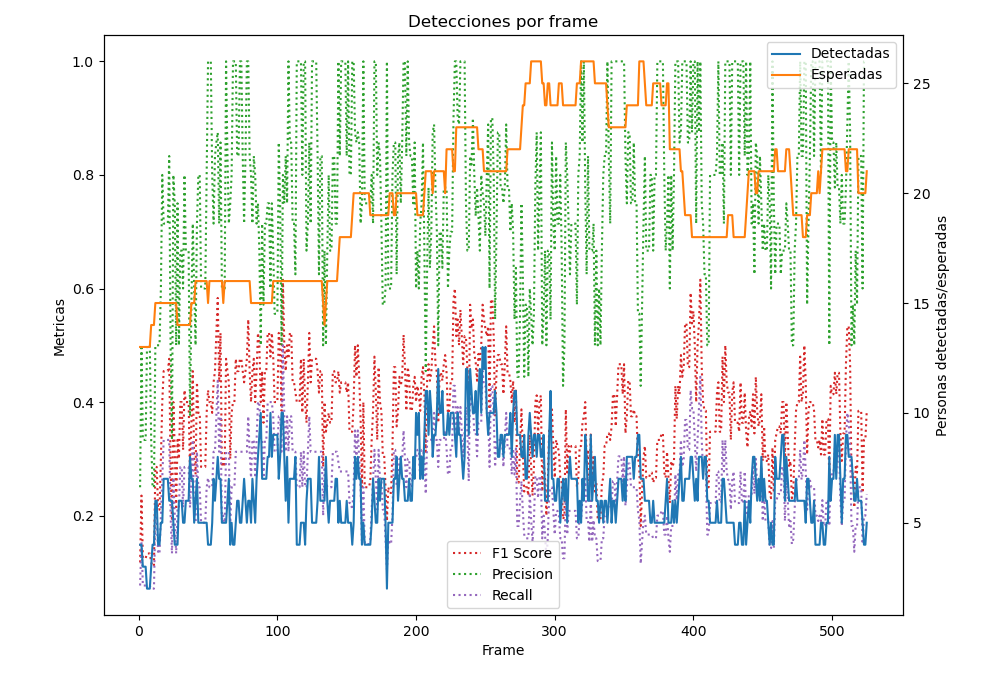 Detecciones por frame
Detectadas
Esperadas
1.0
0.8
0.6
0.4
0.2
Metricas
25
20
15
10
5
Personas detectadas/esperadas
F1 Score
Precision
Recall
0 100 200 300 400 500
Frame